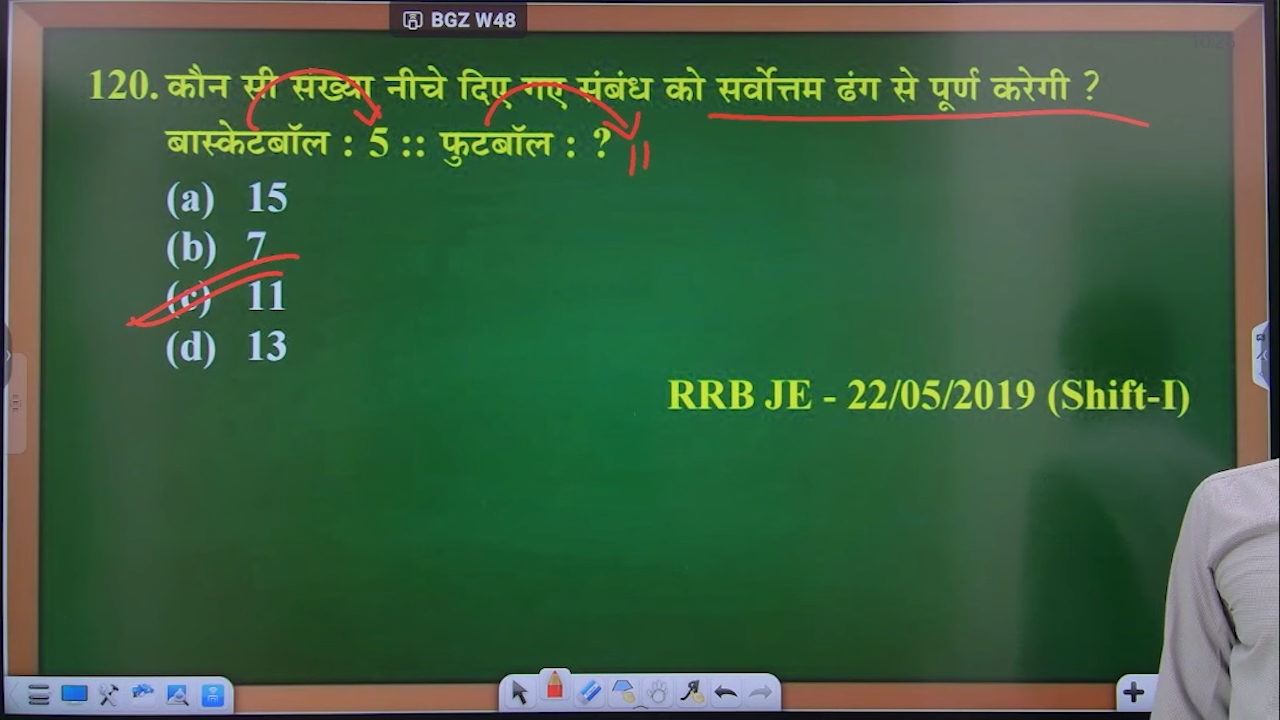 BGZ W48
120. कौन सी संख्या नीचे दिए गए संबंध को सर्वोत्तम ढंग से पूर्ण करेगी ?
बास्केटबॉल : 5 :: फुटबॉल : ? 11
(a) 15
(b) 7
(c) 11
(d) 13
RRB JE - 22/05/2019 (Shift-I)